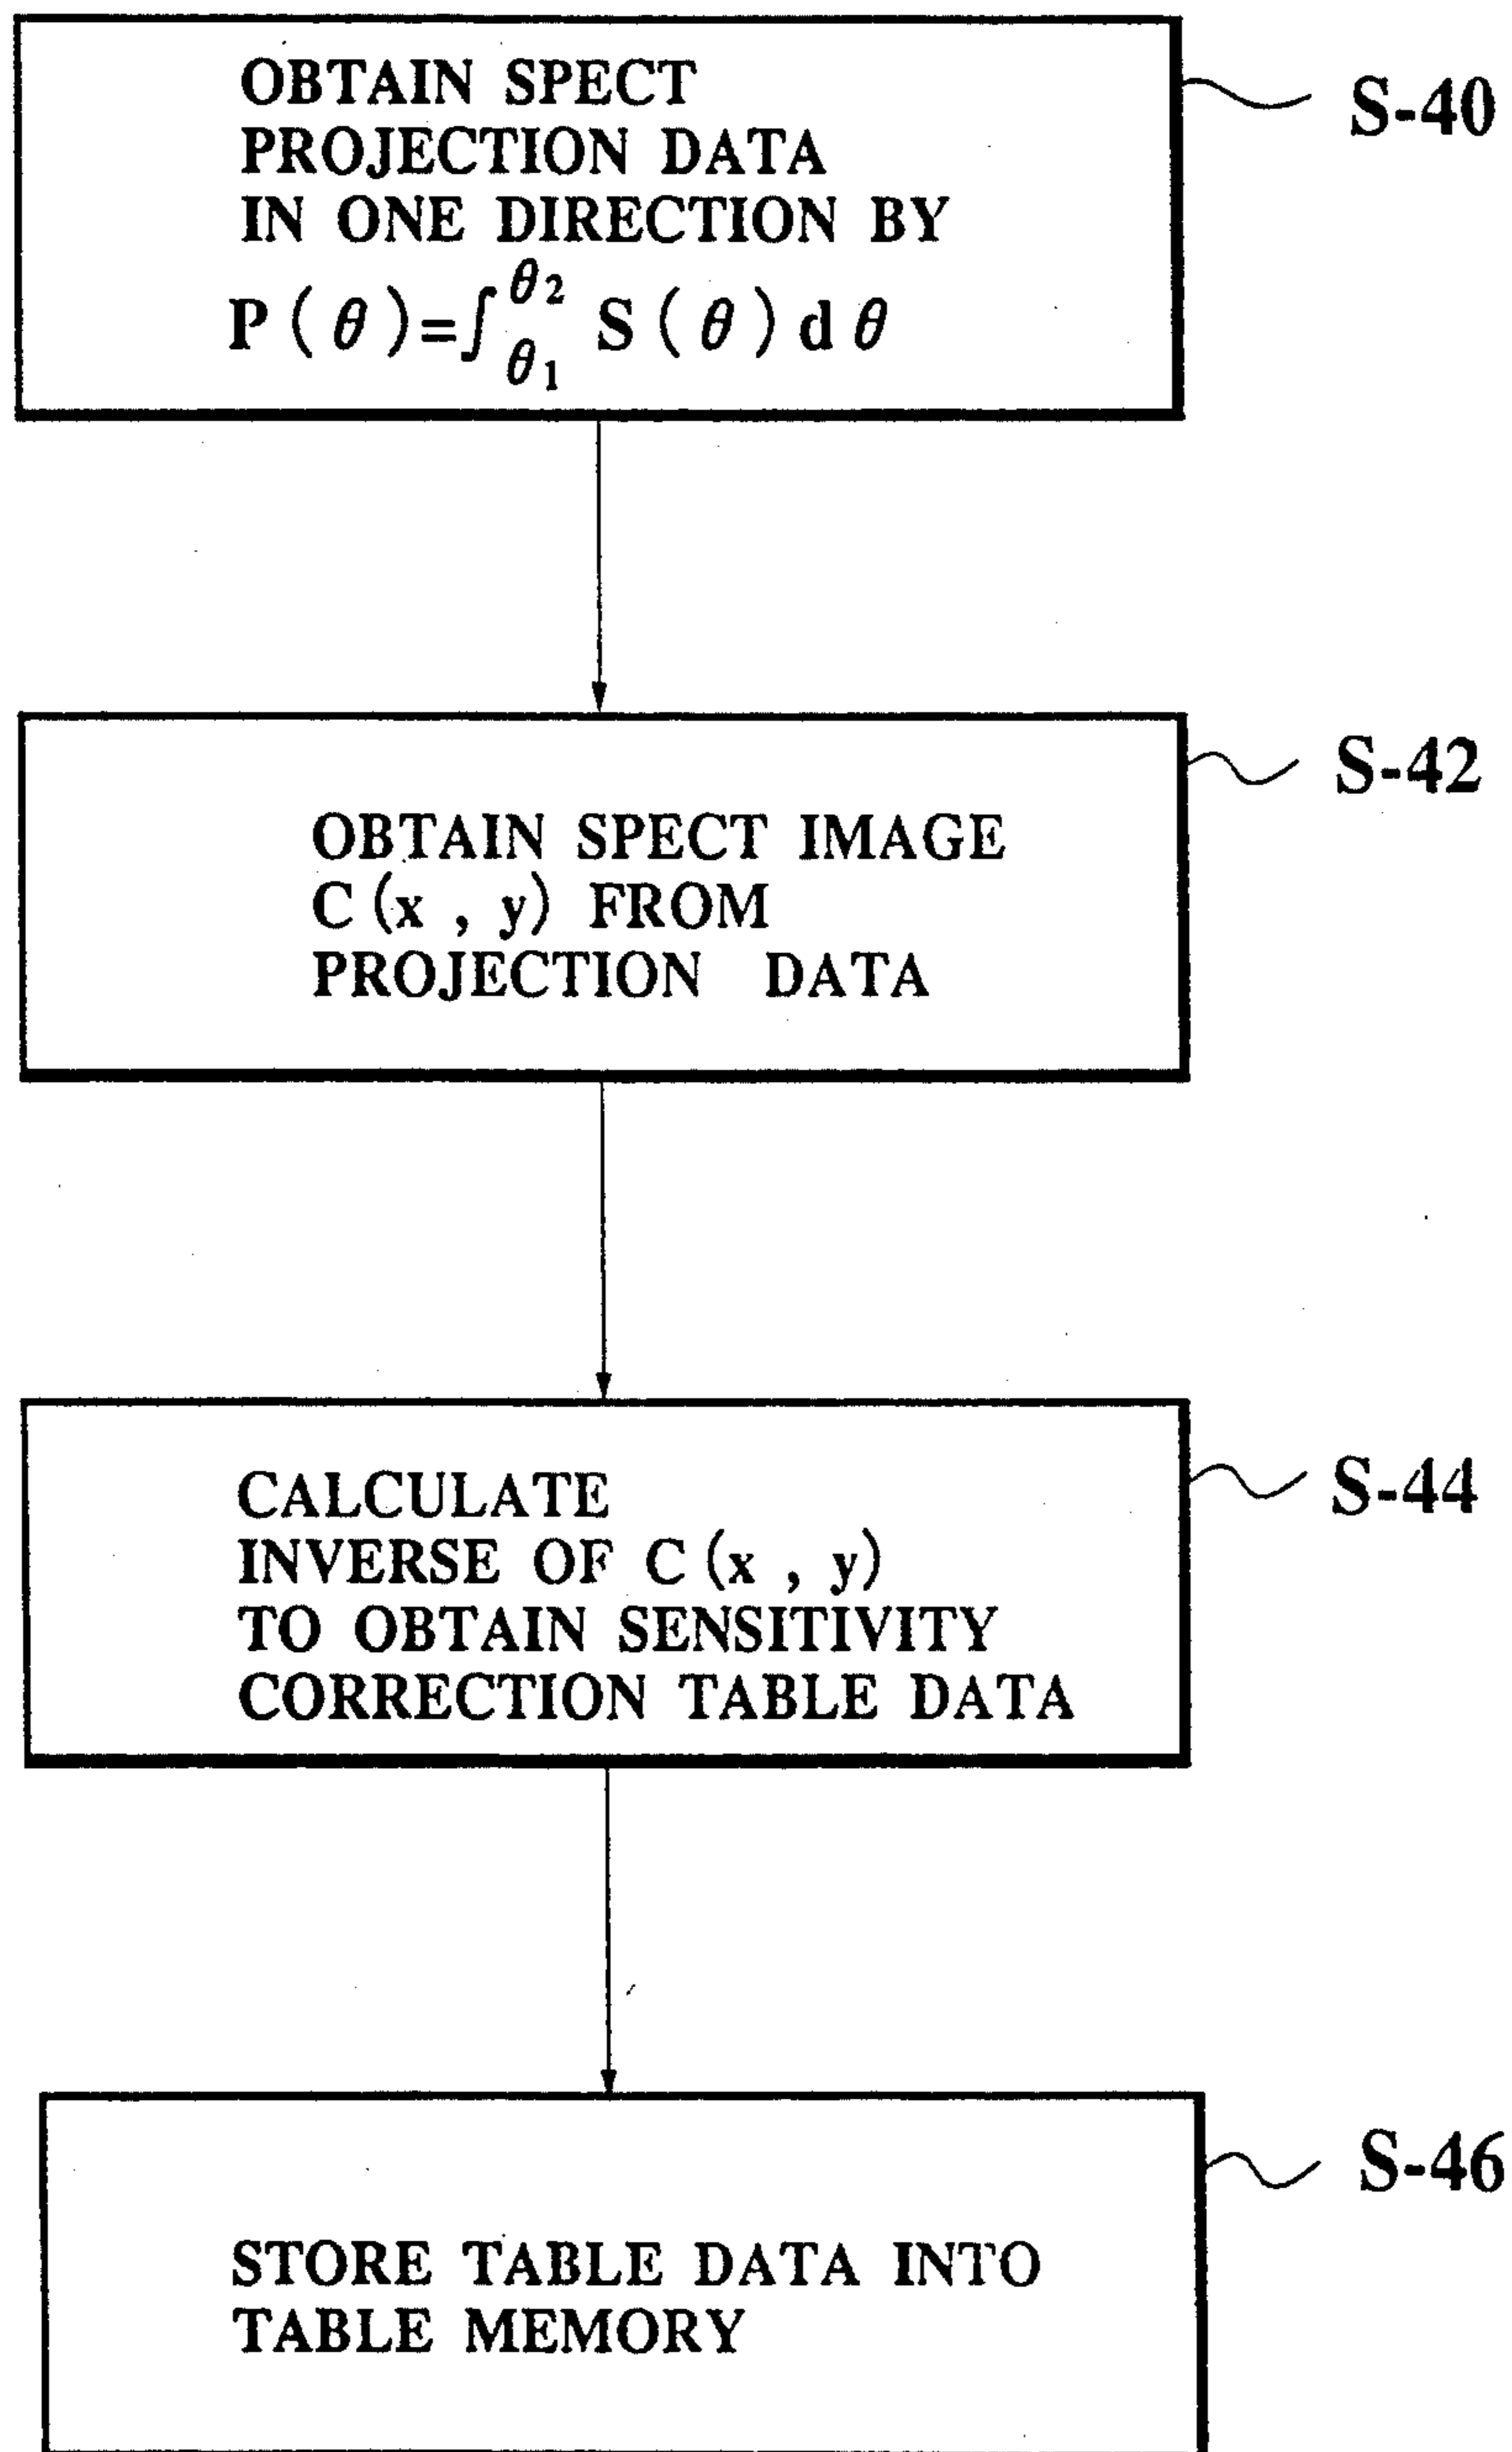 OBTAIN SPECT
PROJECTION DATA
IN ONE DIRECTION BY
P(θ)=∫θ1θ2 S(θ)dθ
S-40
OBTAIN SPECT IMAGE
C(x, y) FROM
PROJECTION DATA
S-42
CALCULATE
INVERSE OF C(x, y)
TO OBTAIN SENSITIVITY
CORRECTION TABLE DATA
S-44
STORE TABLE DATA INTO
TABLE MEMORY
S-46